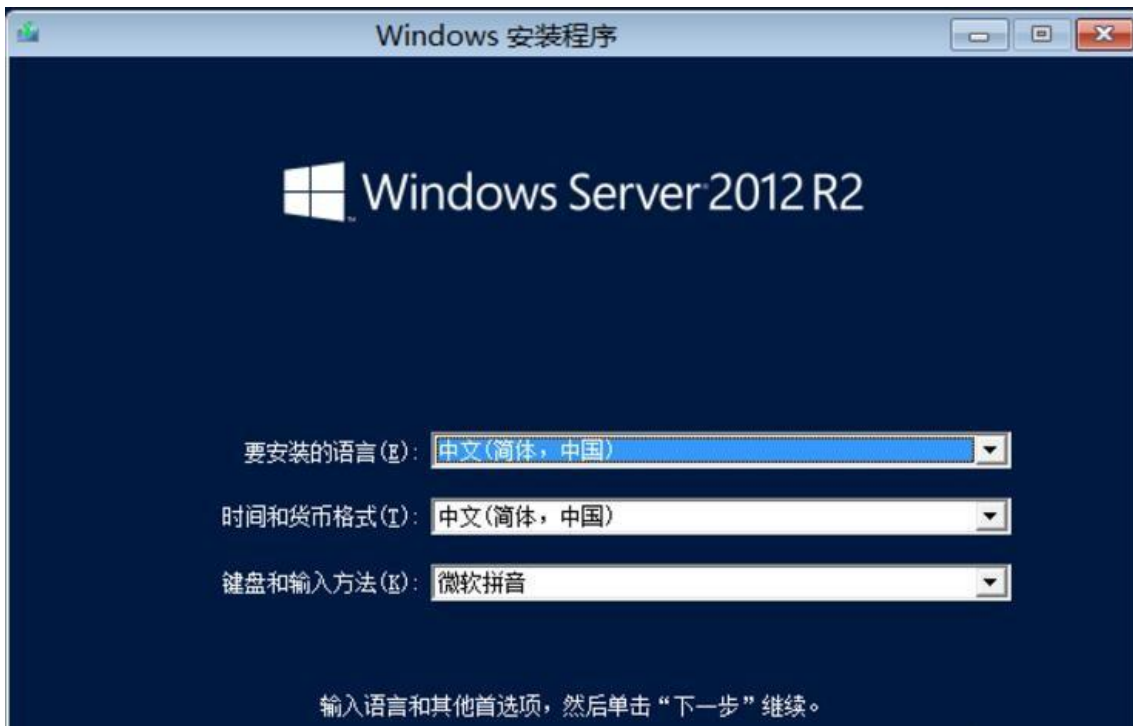 Windows 安装程序
Windows Server 2012 R2
要安装的语言(E): 中文(简体，中国)
时间和货币格式(T): 中文(简体，中国)
键盘和输入方法(K): 微软拼音
输入语言和其他首选项，然后单击“下一步”继续。